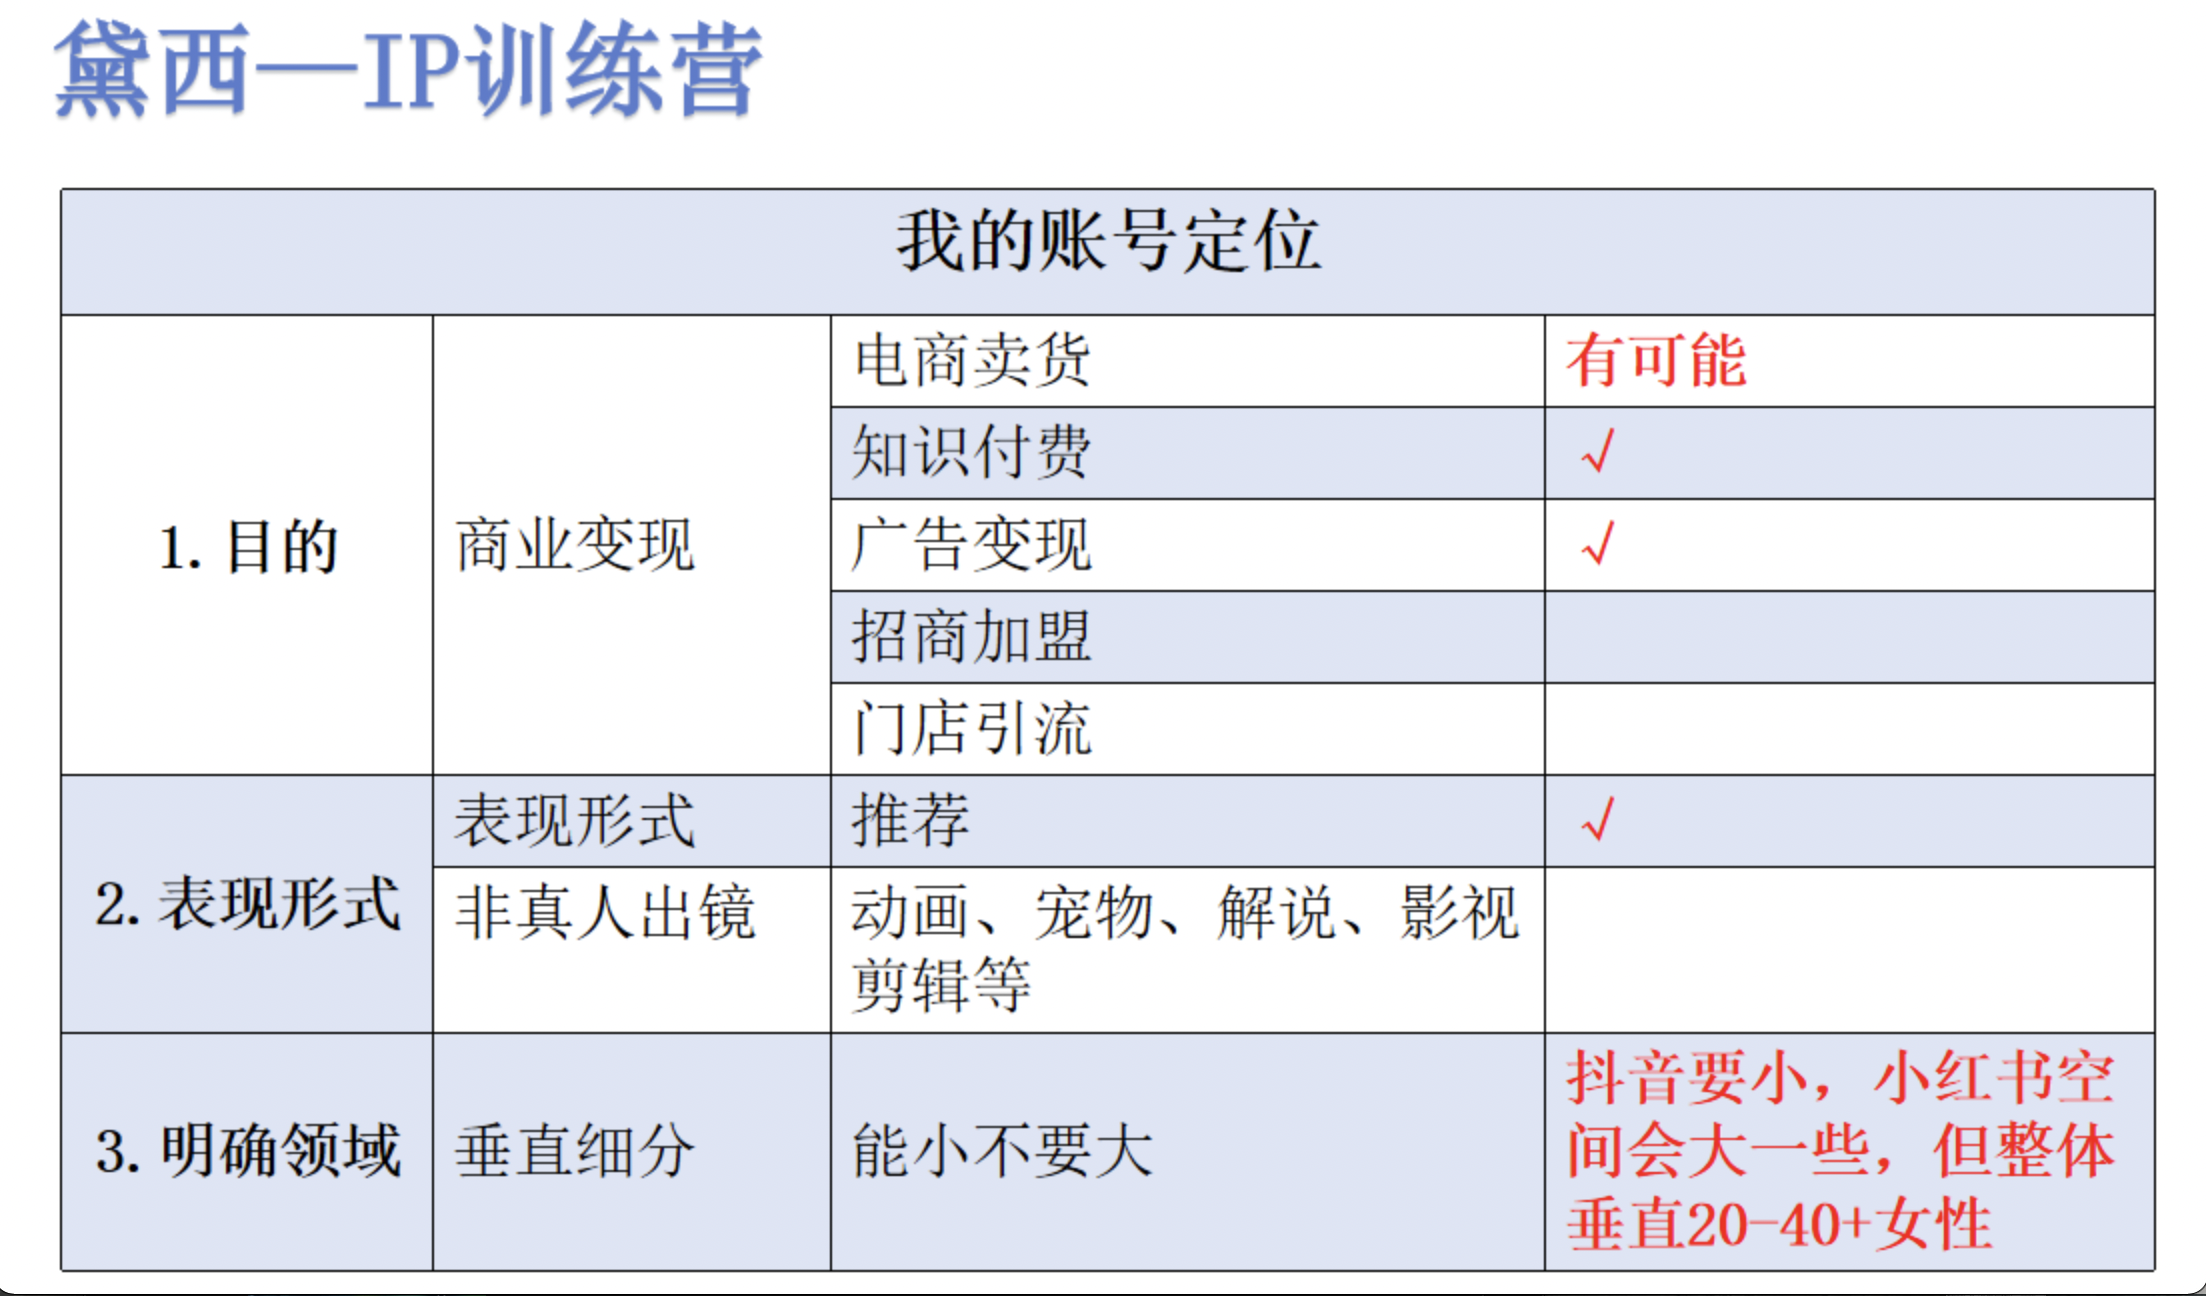 黛西—IP训练营
我的账号定位
1. 目的
商业变现
电商卖货
有可能
知识付费
√
广告变现
√
招商加盟
门店引流
2. 表现形式
表现形式
推荐
√
非真人出镜
动画、宠物、解说、影视
剪辑等
3. 明确领域
垂直细分
能小不要大
抖音要小，小红书空
间会大一些，但整体
垂直20-40+女性